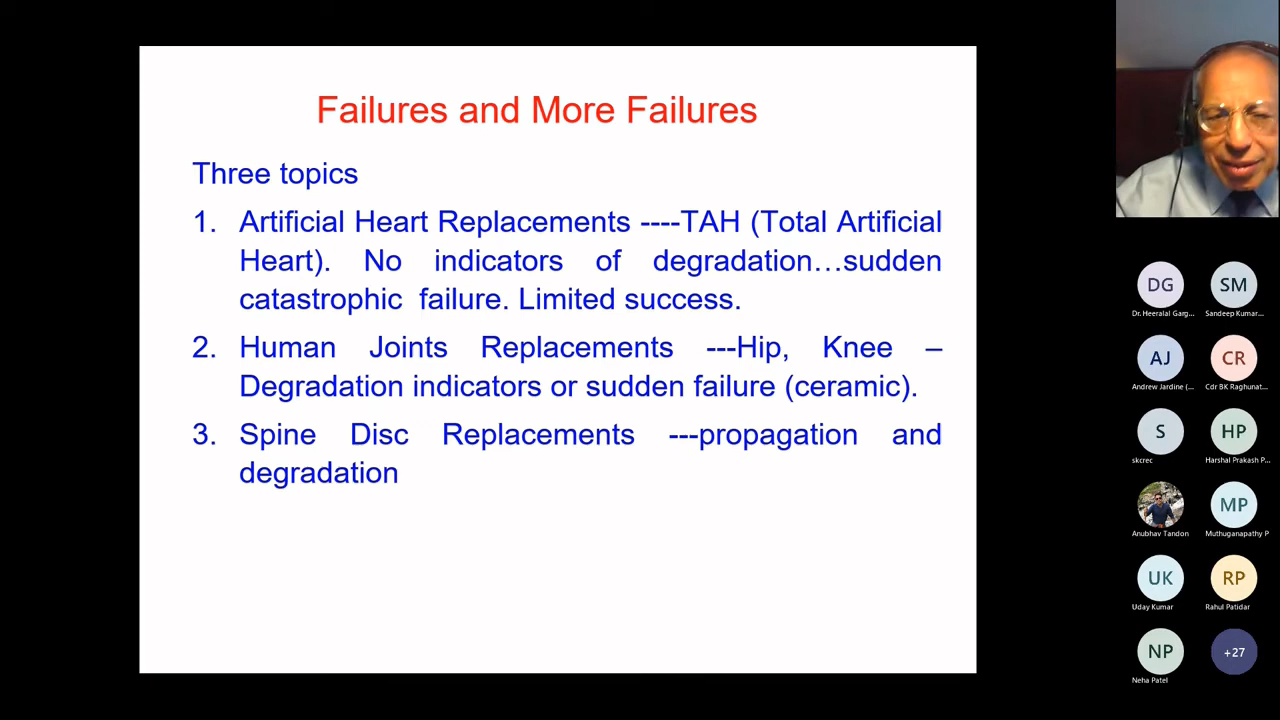 Failures and More Failures
Three topics
1. Artificial Heart Replacements ----TAH (Total Artificial
Heart). No indicators of degradation…sudden
catastrophic failure. Limited success.
2. Human Joints Replacements ---Hip, Knee –
Degradation indicators or sudden failure (ceramic).
3. Spine Disc Replacements ---propagation and
degradation
DG SM
Dr. Heeralal Garg... Sandeep Kumar...
AJ CR
Andrew Jardine (... Cdr BK Raghunat...
S HP
skcrec Harshal Prakash P...
MP
Anubhav Tandon Muthuganapathy P
UK RP
Uday Kumar Rahul Patidar
NP +27
Neha Patel